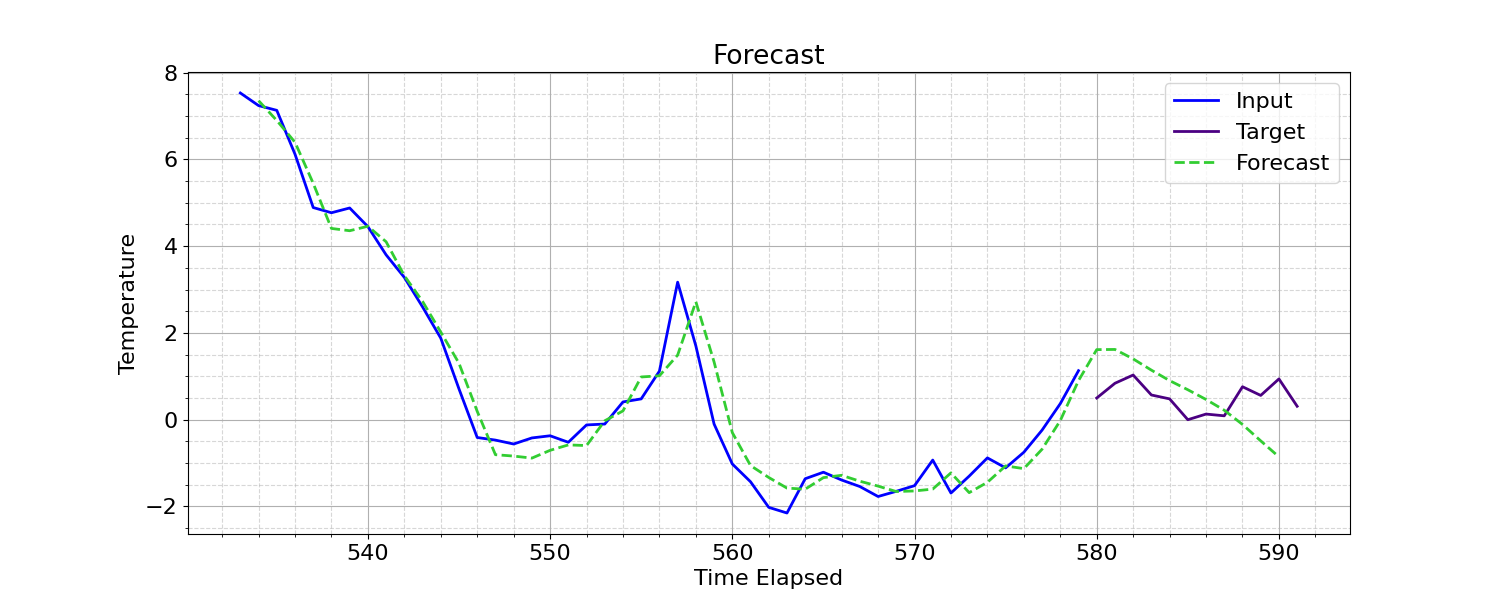 Forecast
8
6
4
2
0
−2
Temperature
Input
Target
Forecast
540 550 560 570 580 590
Time Elapsed